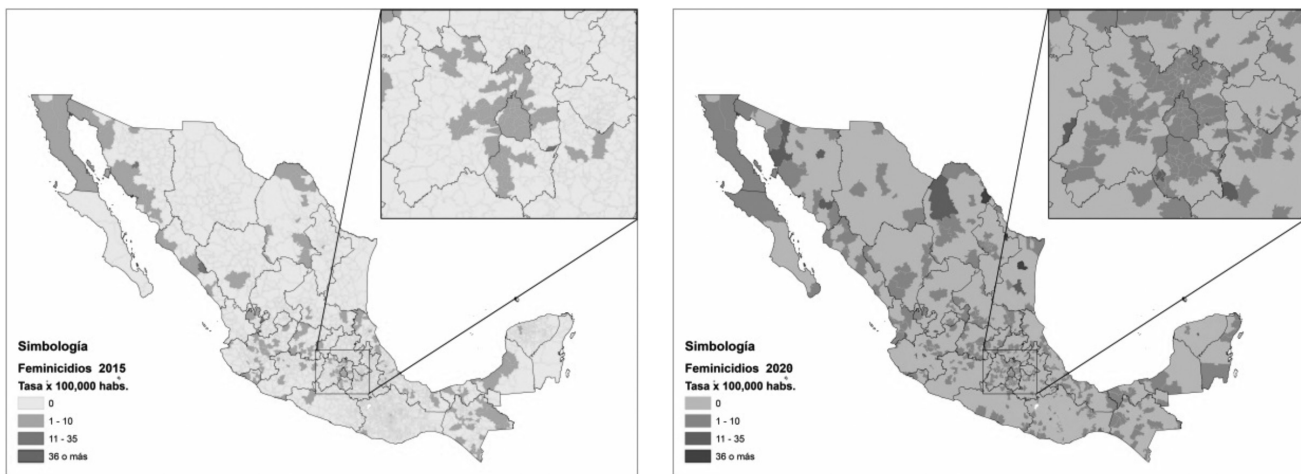 Simbología
Feminicidios 2015
Tasa x 100,000 habs.
0
1 - 10
11 - 35
36 o más
Simbología
Feminicidios 2020
Tasa x 100,000 habs.
0
1 - 10
11 - 35
36 o más